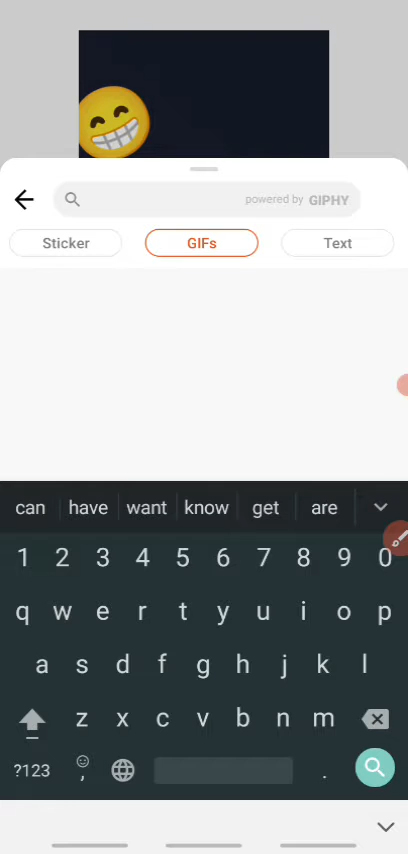 powered by GIPHY
Sticker GIFs Text
can have want know get are
1 2 3 4 5 6 7 8 9 0
q w e r t y u i o p
a s d f g h j k l
z x c v b n m
?123 , .